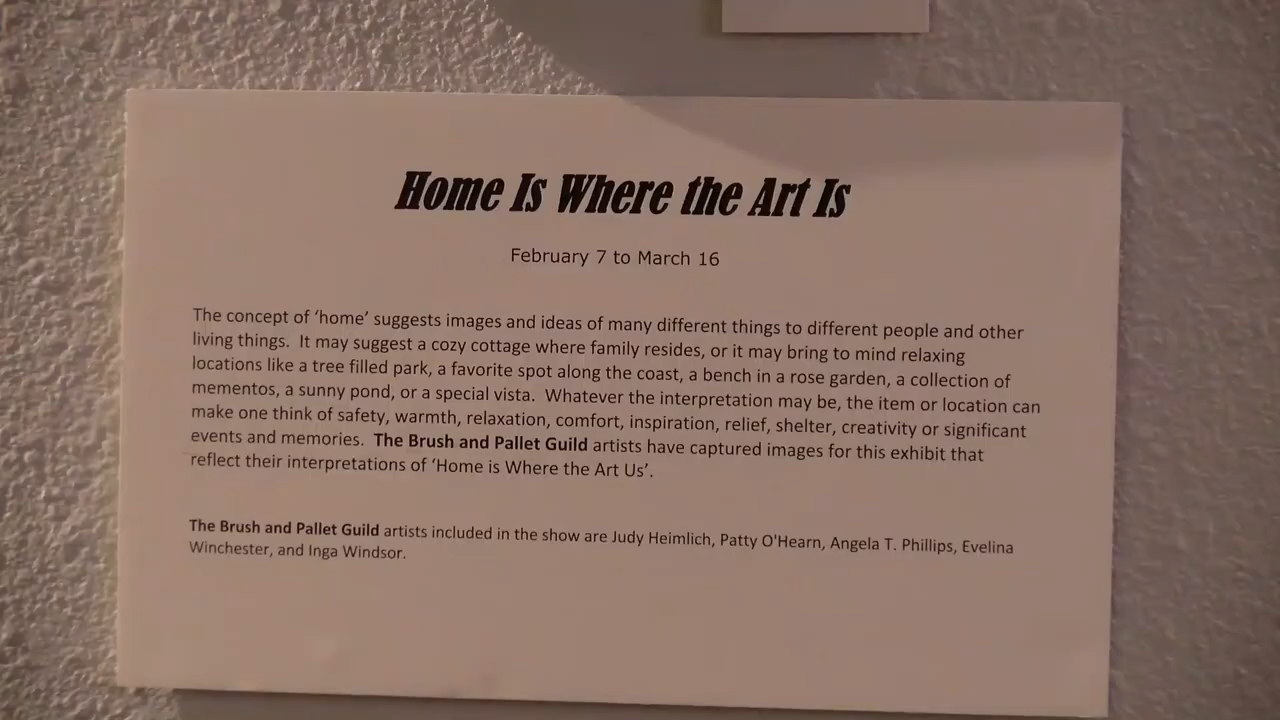 Home Is Where the Art Is
February 7 to March 16
The concept of ‘home’ suggests images and ideas of many different things to different people and other
living things.  It may suggest a cozy cottage where family resides, or it may bring to mind relaxing
locations like a tree filled park, a favorite spot along the coast, a bench in a rose garden, a collection of
mementos, a sunny pond, or a special vista.  Whatever the interpretation may be, the item or location can
make one think of safety, warmth, relaxation, comfort, inspiration, relief, shelter, creativity or significant
events and memories.  The Brush and Pallet Guild artists have captured images for this exhibit that
reflect their interpretations of ‘Home is Where the Art Us’.
The Brush and Pallet Guild artists included in the show are Judy Heimlich, Patty O'Hearn, Angela T. Phillips, Evelina
Winchester, and Inga Windsor.